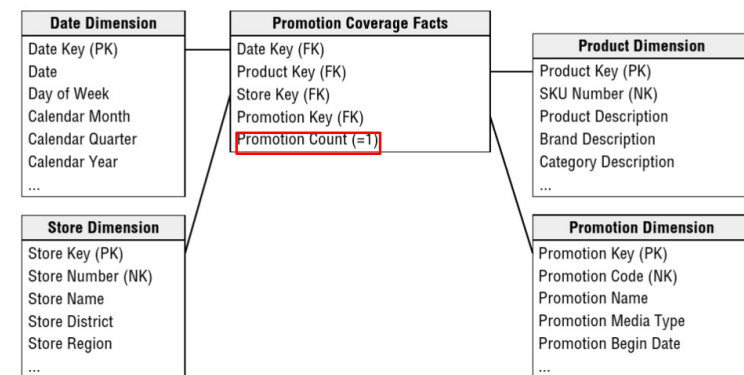 Date Dimension
Date Key (PK)
Date
Day of Week
Calendar Month
Calendar Quarter
Calendar Year
...
Promotion Coverage Facts
Date Key (FK)
Product Key (FK)
Store Key (FK)
Promotion Key (FK)
Promotion Count (=1)
Product Dimension
Product Key (PK)
SKU Number (NK)
Product Description
Brand Description
Category Description
...
Store Dimension
Store Key (PK)
Store Number (NK)
Store Name
Store District
Store Region
...
Promotion Dimension
Promotion Key (PK)
Promotion Code (NK)
Promotion Name
Promotion Media Type
Promotion Begin Date
...